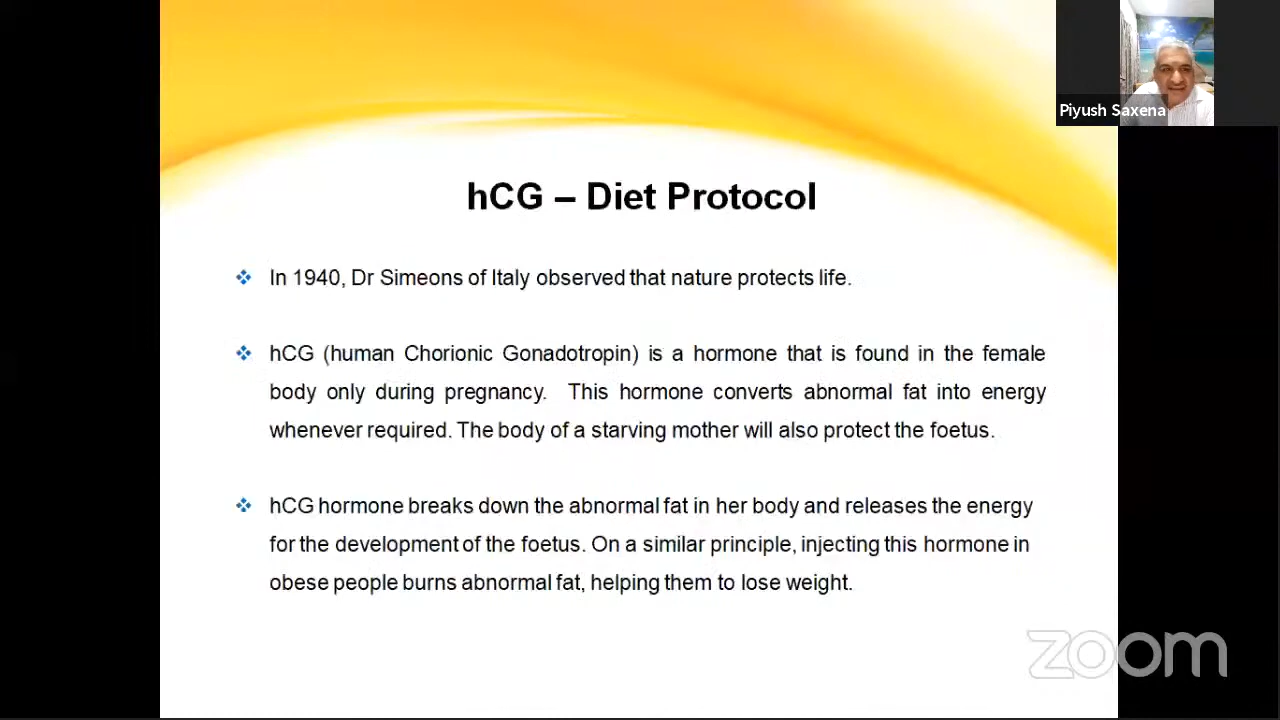 Piyush Saxena
hCG – Diet Protocol
In 1940, Dr Simeons of Italy observed that nature protects life.
hCG (human Chorionic Gonadotropin) is a hormone that is found in the female
body only during pregnancy. This hormone converts abnormal fat into energy
whenever required. The body of a starving mother will also protect the foetus.
hCG hormone breaks down the abnormal fat in her body and releases the energy
for the development of the foetus. On a similar principle, injecting this hormone in
obese people burns abnormal fat, helping them to lose weight.
zoom